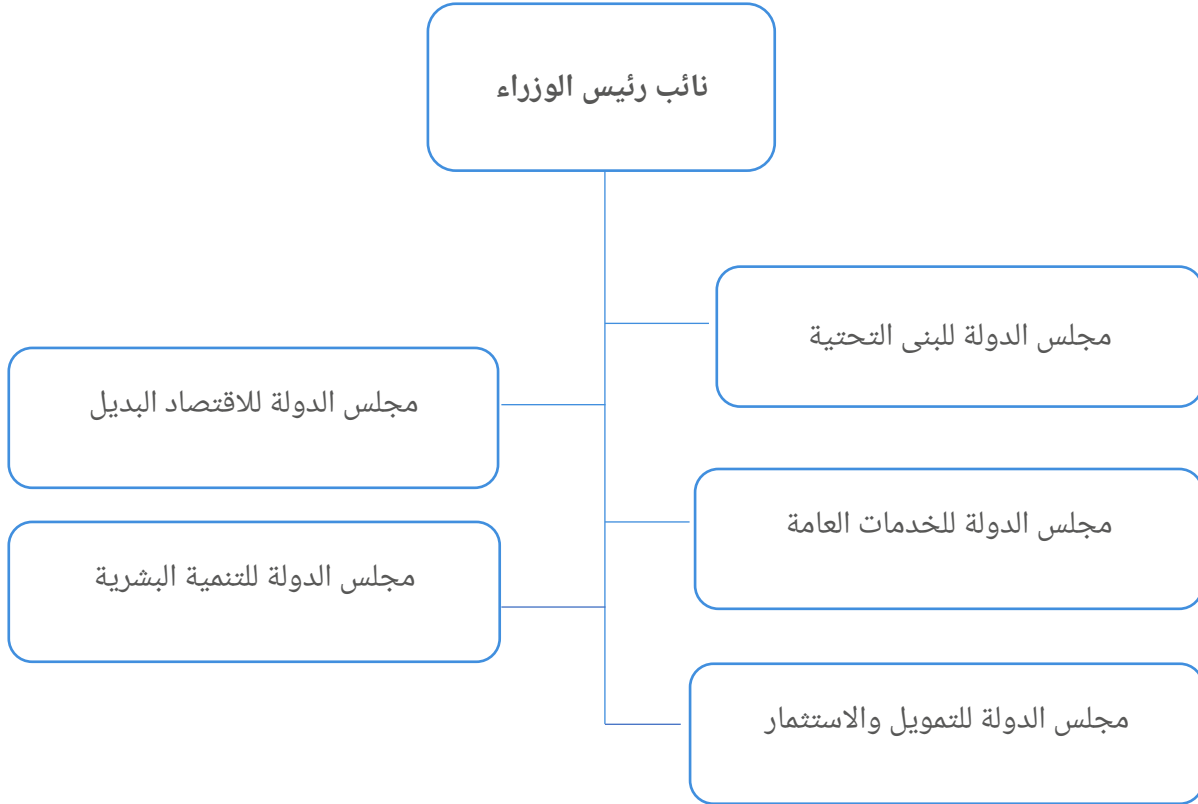 نائب رئيس الوزراء
مجلس الدولة للبنى التحتية
مجلس الدولة للاقتصاد البديل
مجلس الدولة للخدمات العامة
مجلس الدولة للتنمية البشرية
مجلس الدولة للتمويل والاستثمار